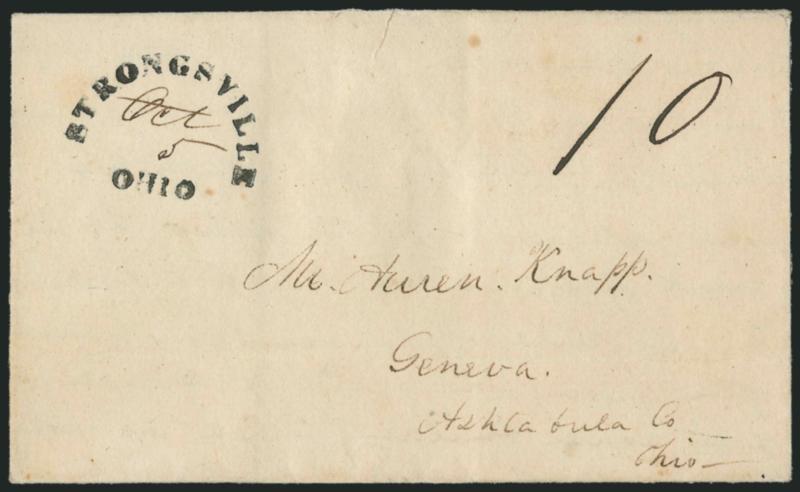 STRONGSVILLE
Oct
5
OHIO
10
Mr. Auren. Knapp.
Geneva.
Ashtabula Co
Ohio